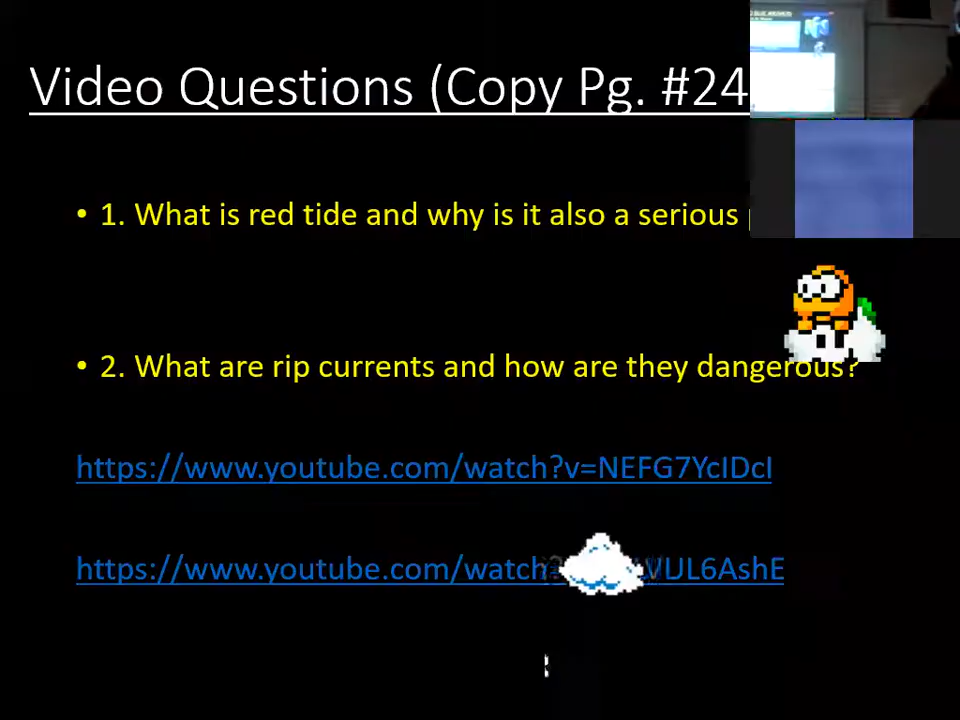 Video Questions (Copy Pg. #24
• 1. What is red tide and why is it also a serious
• 2. What are rip currents and how are they dangerous?
https://www.youtube.com/watch?v=NEFG7YcIDcI
https://www.youtube.com/watch